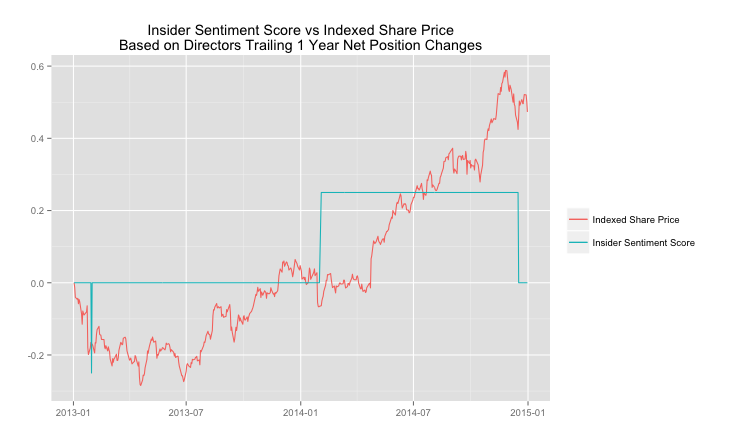 Insider Sentiment Score vs Indexed Share Price
Based on Directors Trailing 1 Year Net Position Changes
0.6
0.4
0.2
0.0
-0.2
2013-01
2013-07
2014-01
2014-07
2015-01
Indexed Share Price
Insider Sentiment Score